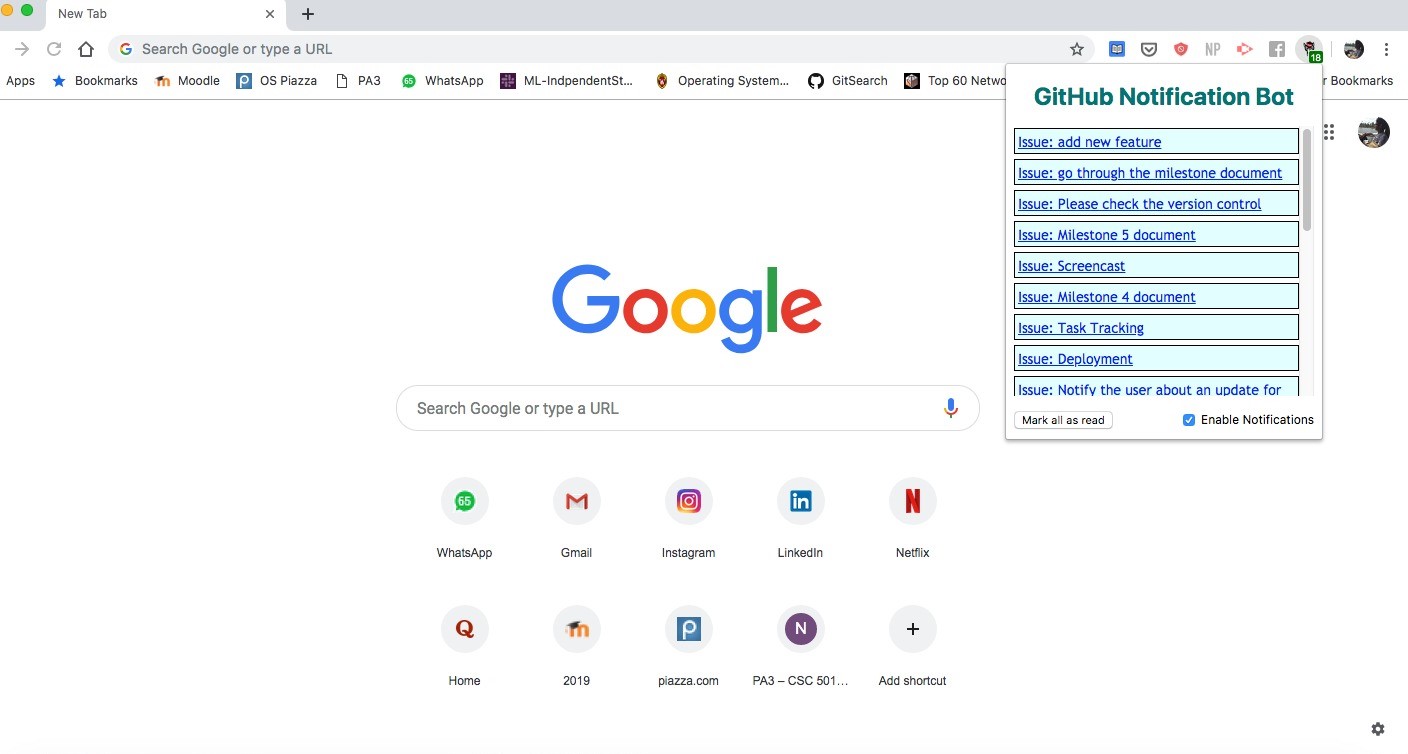 New Tab
Search Google or type a URL
NP
18
Apps
Bookmarks
Moodle
OS Piazza
PA3
65
WhatsApp
ML-IndpendentSt...
Operating System...
GitSearch
Top 60 Netwo
r Bookmarks
GitHub Notification Bot
Issue: add new feature
Issue: go through the milestone document
Issue: Please check the version control
Issue: Milestone 5 document
Issue: Screencast
Issue: Milestone 4 document
Issue: Task Tracking
Issue: Deployment
Issue: Notify the user about an update for
Mark all as read
Enable Notifications
Google
Search Google or type a URL
65
WhatsApp
Gmail
Instagram
in
LinkedIn
N
Netflix
Q
Home
2019
piazza.com
N
PA3 – CSC 501...
Add shortcut